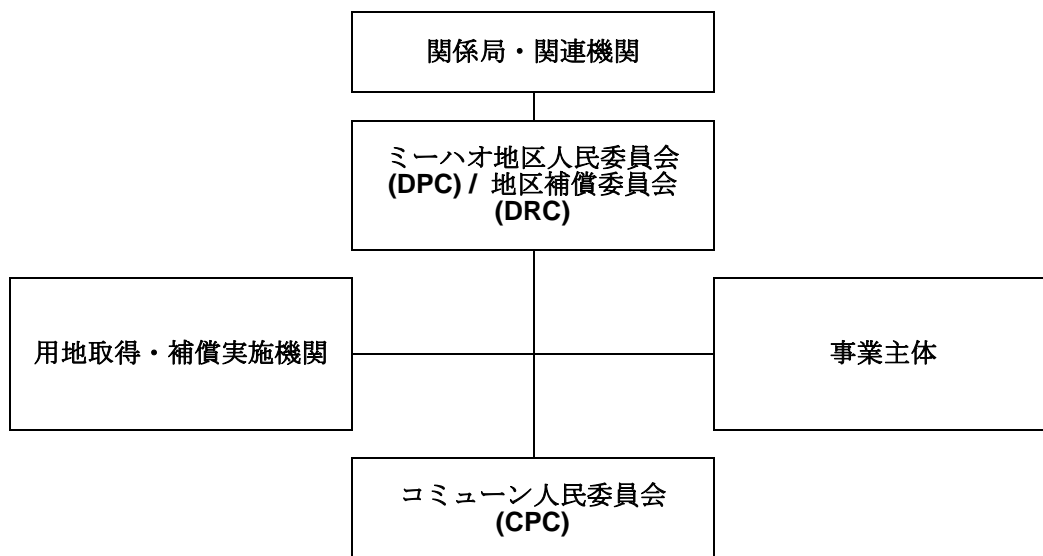 関係局・関連機関
ミーハオ地区人民委員会
(DPC) / 地区補償委員会
(DRC)
用地取得・補償実施機関
事業主体
コミューン人民委員会
(CPC)